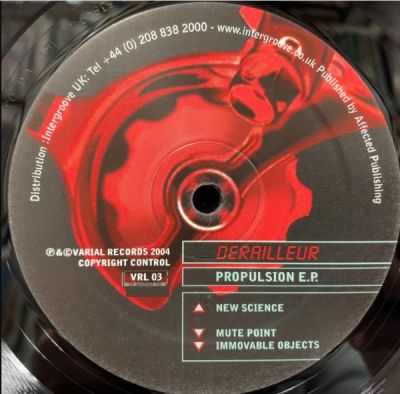 Distribution :Intergroove UK: Tel +44 (0) 208 838 2000 - www.intergroove.co.uk Published by Affected Publishing
℗ &©VARIAL RECORDS 2004
COPYRIGHT CONTROL
VRL 03
DERAILLEUR
PROPULSION E.P.
▲ NEW SCIENCE
▼ MUTE POINT
▼ IMMOVABLE OBJECTS